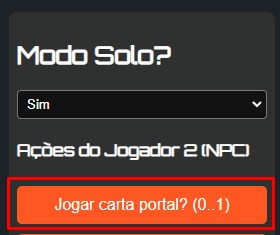 Modo Solo?
Sim
Ações do Jogador 2 (NPC)
Jogar carta portal? (0..1)